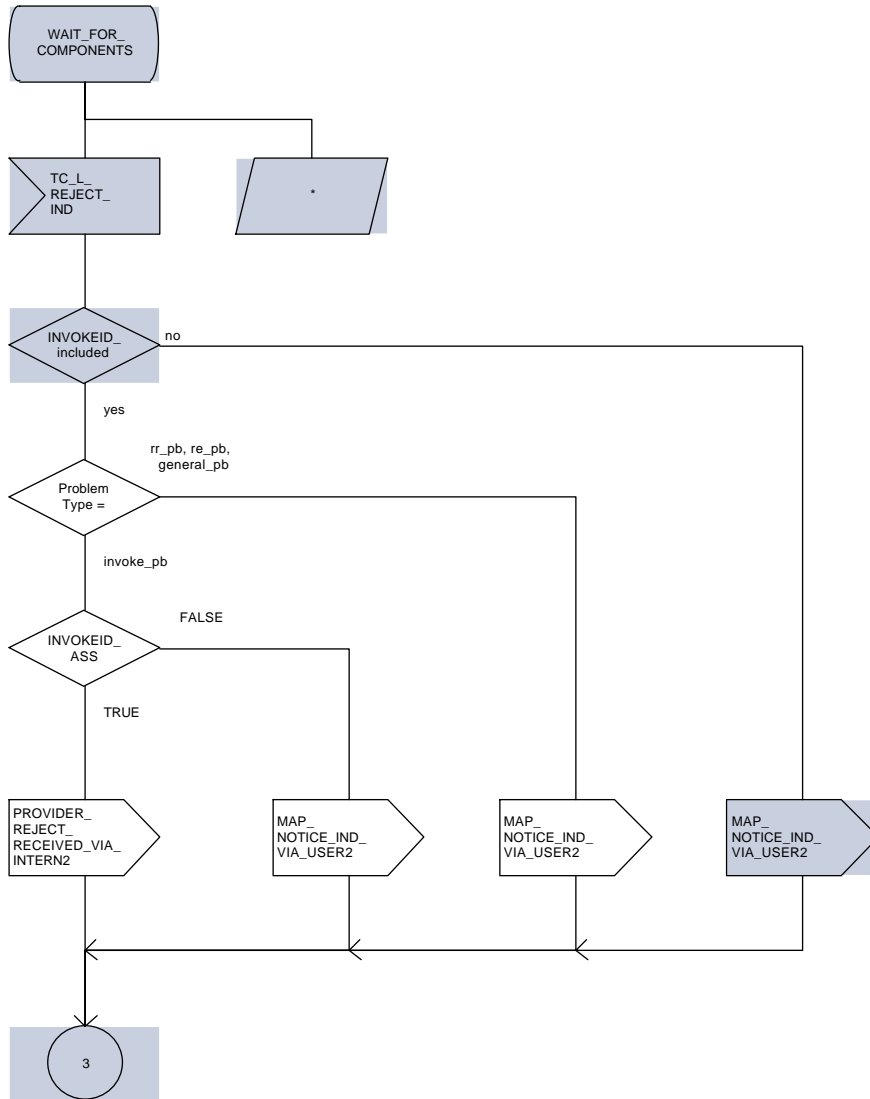 WAIT_FOR_
COMPONENTS
TC_L_
REJECT_
IND
*
INVOKEID_
included
no
yes
rr_pb, re_pb,
general_pb
Problem
Type =
invoke_pb
FALSE
INVOKEID_
ASS
TRUE
PROVIDER_
REJECT_
RECEIVED_VIA_
INTERN2
MAP_
NOTICE_IND_
VIA_USER2
MAP_
NOTICE_IND_
VIA_USER2
MAP_
NOTICE_IND_
VIA_USER2
3